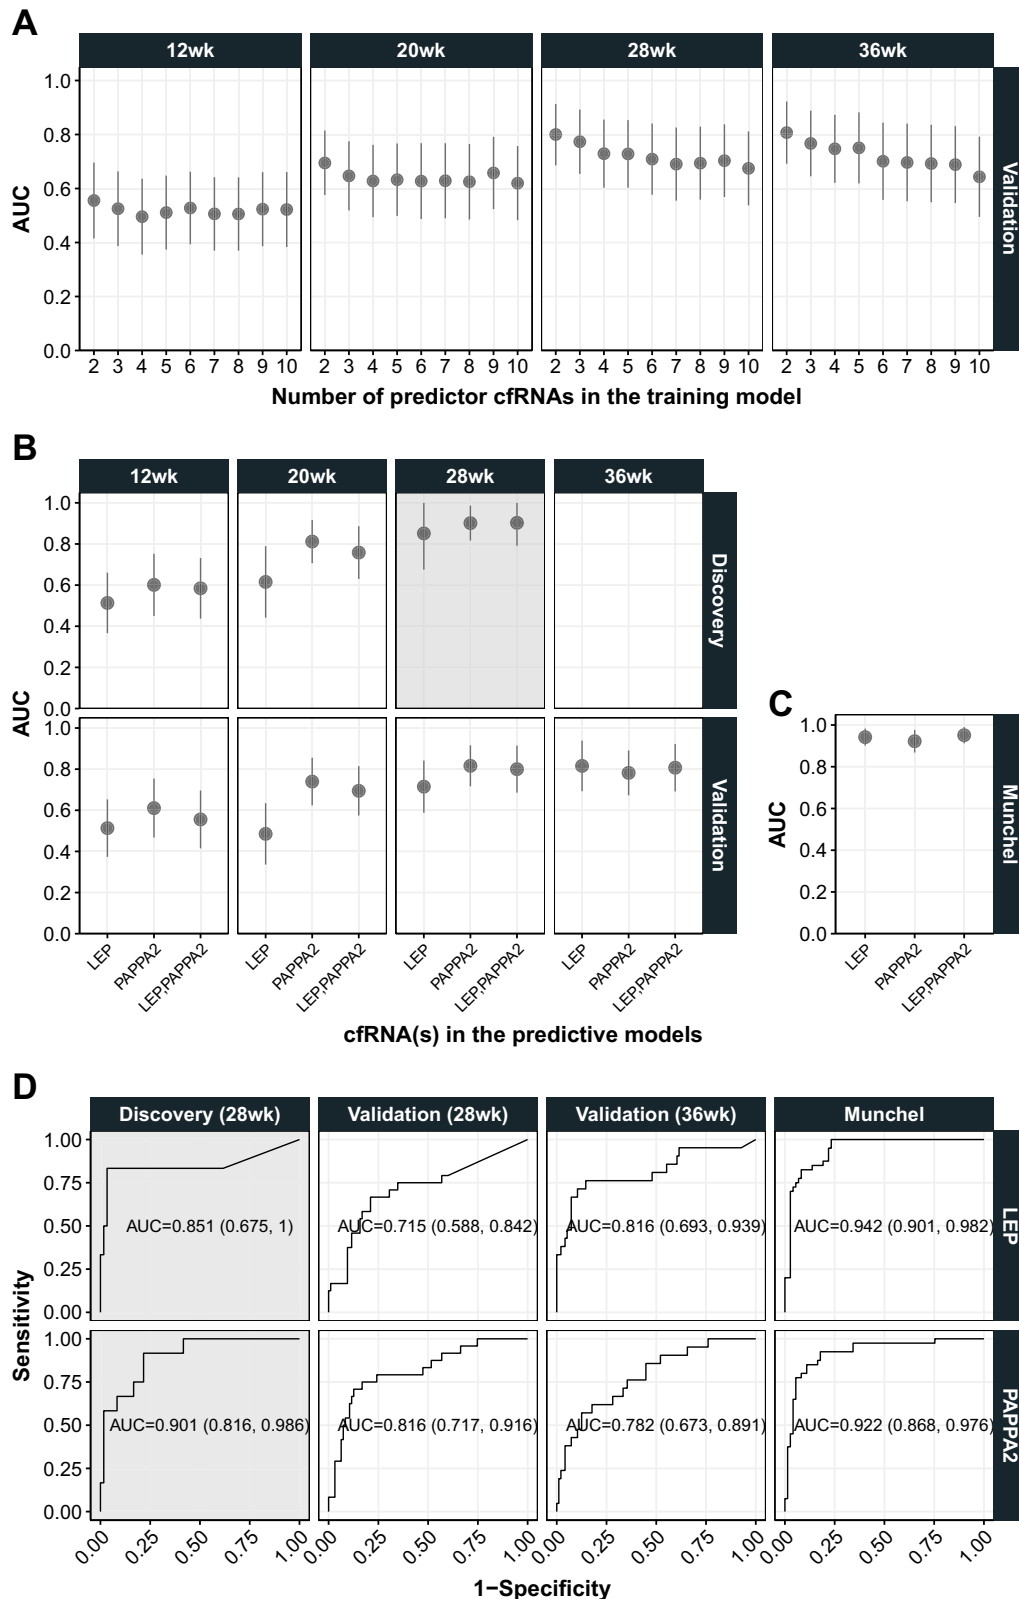 A
12wk 20wk 28wk 36wk
1.0
0.8
0.6
0.4
0.2
0.0
AUC
Validation
2 3 4 5 6 7 8 9 10 2 3 4 5 6 7 8 9 10 2 3 4 5 6 7 8 9 10 2 3 4 5 6 7 8 9 10
Number of predictor cfRNAs in the training model
B
12wk 20wk 28wk 36wk
1.0
0.8
0.6
0.4
0.2
0.0
Discovery
AUC
1.0
0.8
0.6
0.4
0.2
0.0
Validation
LEP PAPPA2 LEP,PAPPA2 LEP PAPPA2 LEP,PAPPA2 LEP PAPPA2 LEP,PAPPA2 LEP PAPPA2 LEP,PAPPA2
cfRNA(s) in the predictive models
C
1.0
0.8
0.6
0.4
0.2
0.0
AUC
Munchel
LEP PAPPA2 LEP,PAPPA2
D
Discovery (28wk) Validation (28wk) Validation (36wk) Munchel
1.00
0.75
0.50
0.25
0.00
AUC=0.851 (0.675, 1) AUC=0.715 (0.588, 0.842) AUC=0.816 (0.693, 0.939) AUC=0.942 (0.901, 0.982)
LEP
Sensitivity
1.00
0.75
0.50
0.25
0.00
AUC=0.901 (0.816, 0.986) AUC=0.816 (0.717, 0.916) AUC=0.782 (0.673, 0.891) AUC=0.922 (0.868, 0.976)
PAPPA2
0.00 0.25 0.50 0.75 1.00 0.00 0.25 0.50 0.75 1.00 0.00 0.25 0.50 0.75 1.00 0.00 0.25 0.50 0.75 1.00
1−Specificity